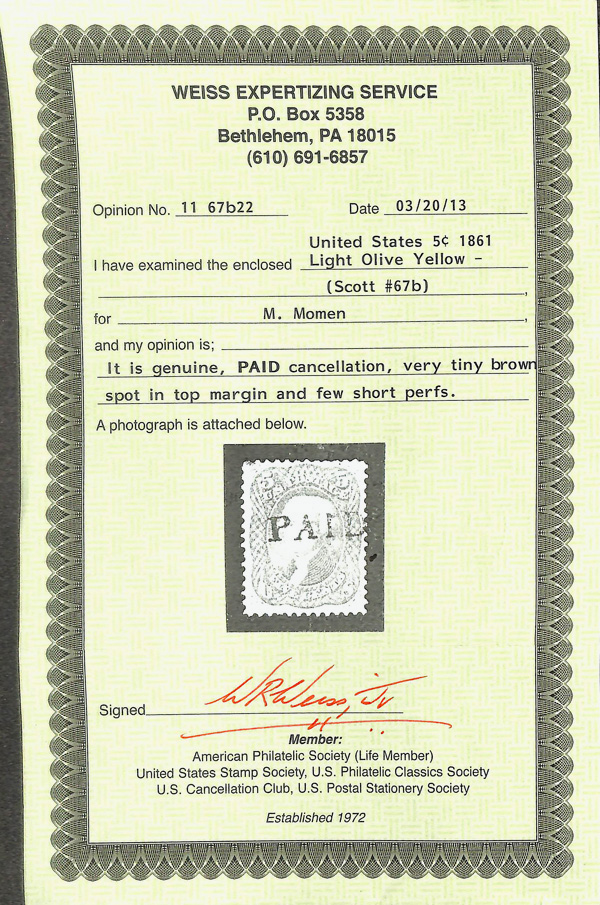 WEISS EXPERTIZING SERVICE
P.O. Box 5358
Bethlehem, PA 18015
(610) 691-6857
Opinion No. 11 67b22 Date 03/20/13
United States 5¢ 1861
I have examined the enclosed Light Olive Yellow -
(Scott #67b),
for M. Momen,
and my opinion is;
It is genuine, PAID cancellation, very tiny brown
spot in top margin and few short perfs.
A photograph is attached below.
PAID
Signed WRWeiss, Jr
Member:
American Philatelic Society (Life Member)
United States Stamp Society, U.S. Philatelic Classics Society
U.S. Cancellation Club, U.S. Postal Stationery Society
Established 1972